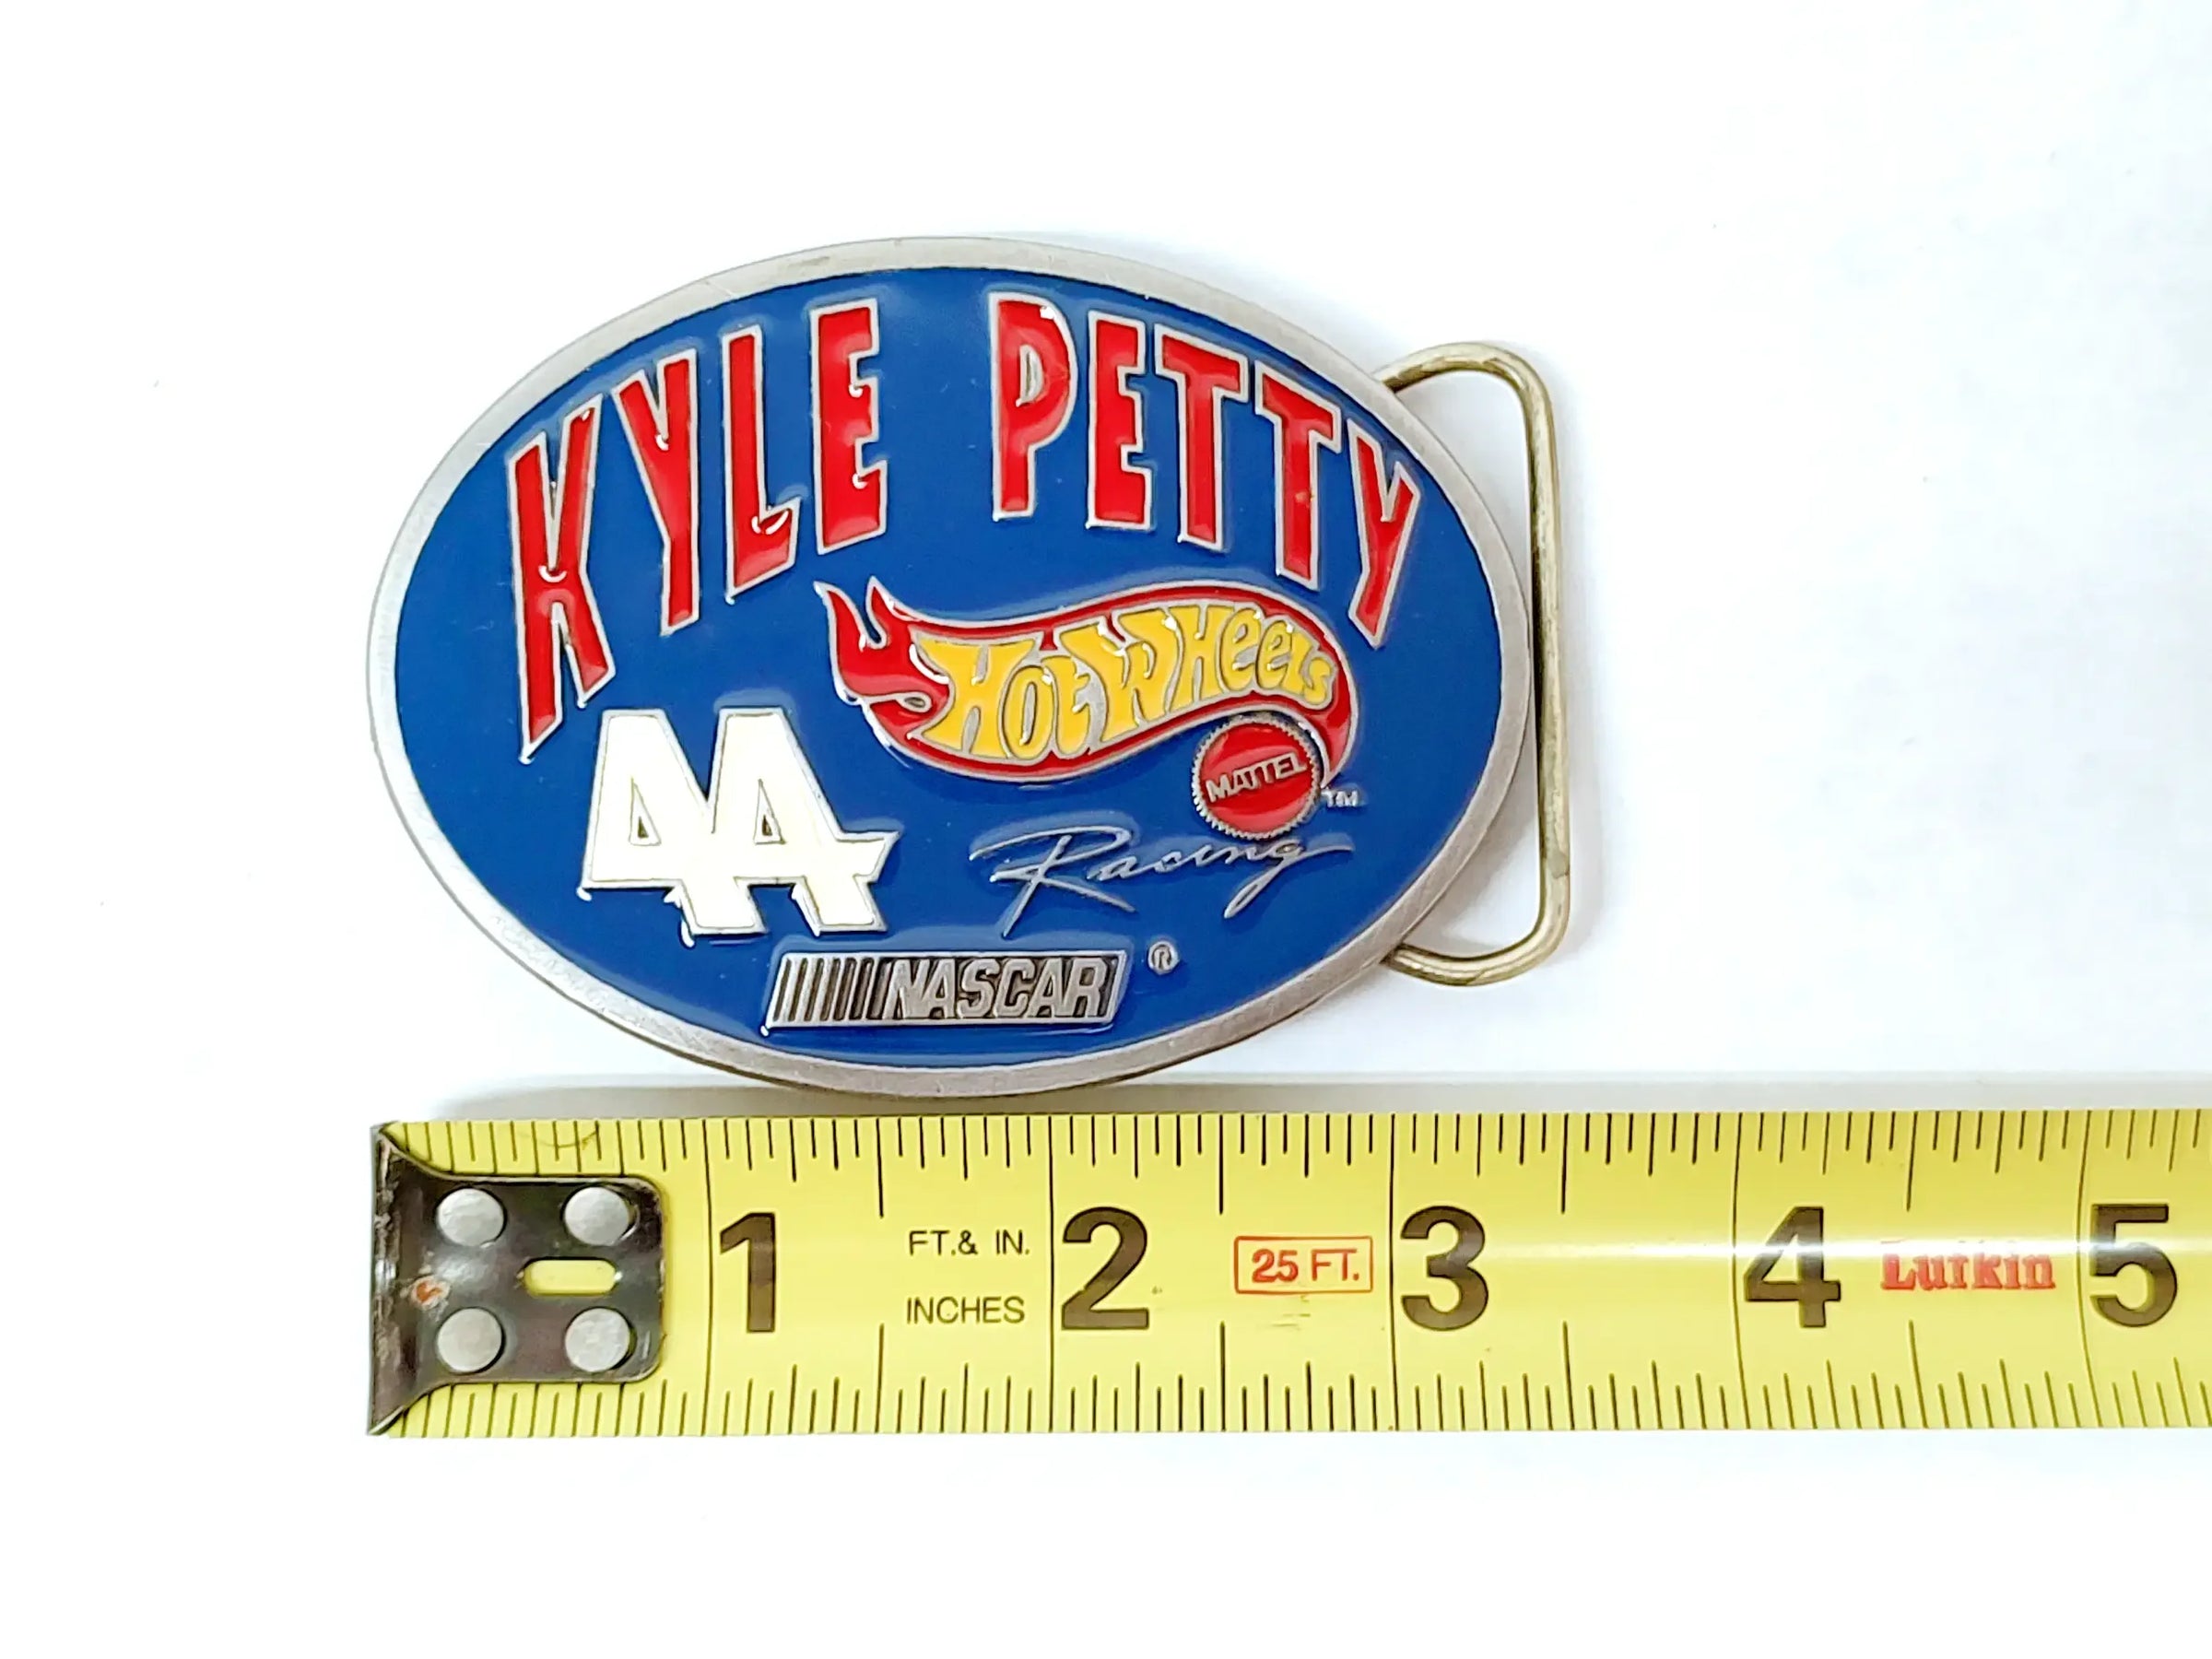 KYLE PETTY
HOT WHEELS
MATTEL
TM
44
Racing
NASCAR ®
1 FT.& IN. 2 25 FT. 3 4 Lufkin 5
INCHES